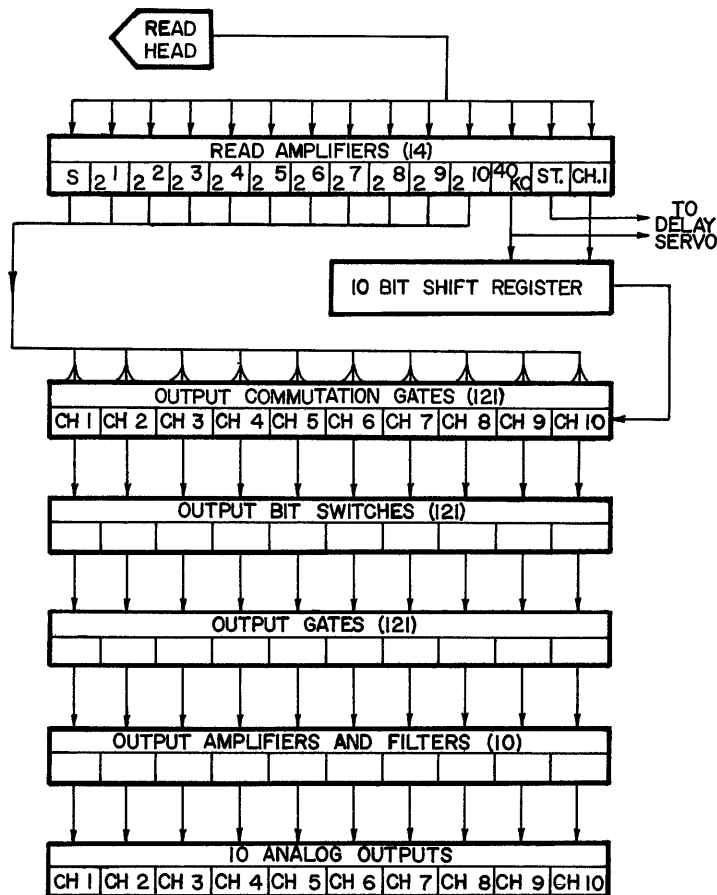 READ
HEAD
READ AMPLIFIERS (14)
S 2¹ 2² 2³ 2⁴ 2⁵ 2⁶ 2⁷ 2⁸ 2⁹ 2¹⁰ 40 KC ST. CH.1
TO
DELAY
SERVO
10 BIT SHIFT REGISTER
OUTPUT COMMUTATION GATES (121)
CH 1 CH 2 CH 3 CH 4 CH 5 CH 6 CH 7 CH 8 CH 9 CH 10
OUTPUT BIT SWITCHES (121)
OUTPUT GATES (121)
OUTPUT AMPLIFIERS AND FILTERS (10)
10 ANALOG OUTPUTS
CH 1 CH 2 CH 3 CH 4 CH 5 CH 6 CH 7 CH 8 CH 9 CH 10